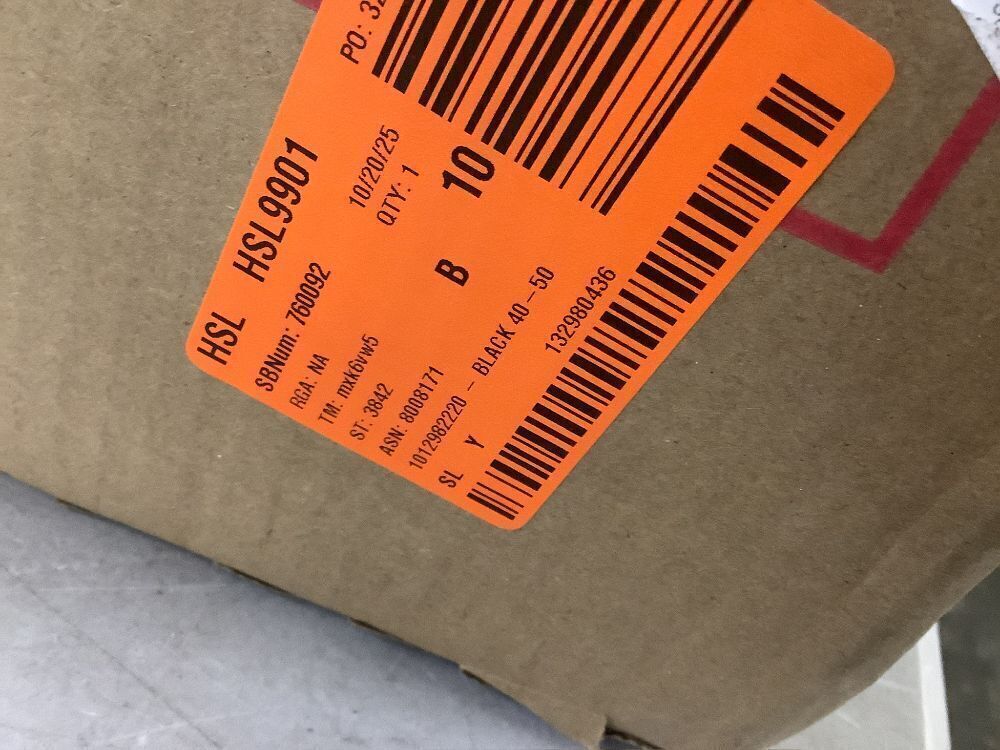 HSL HSL9901
SBNum: 760092
RGA: NA 10/20/25
TM: mxk6vw5 QTY: 1
ST: 3842 B 10
ASN: 8008171
1012982220 - BLACK 40-50
SL Y 132980436
PO: